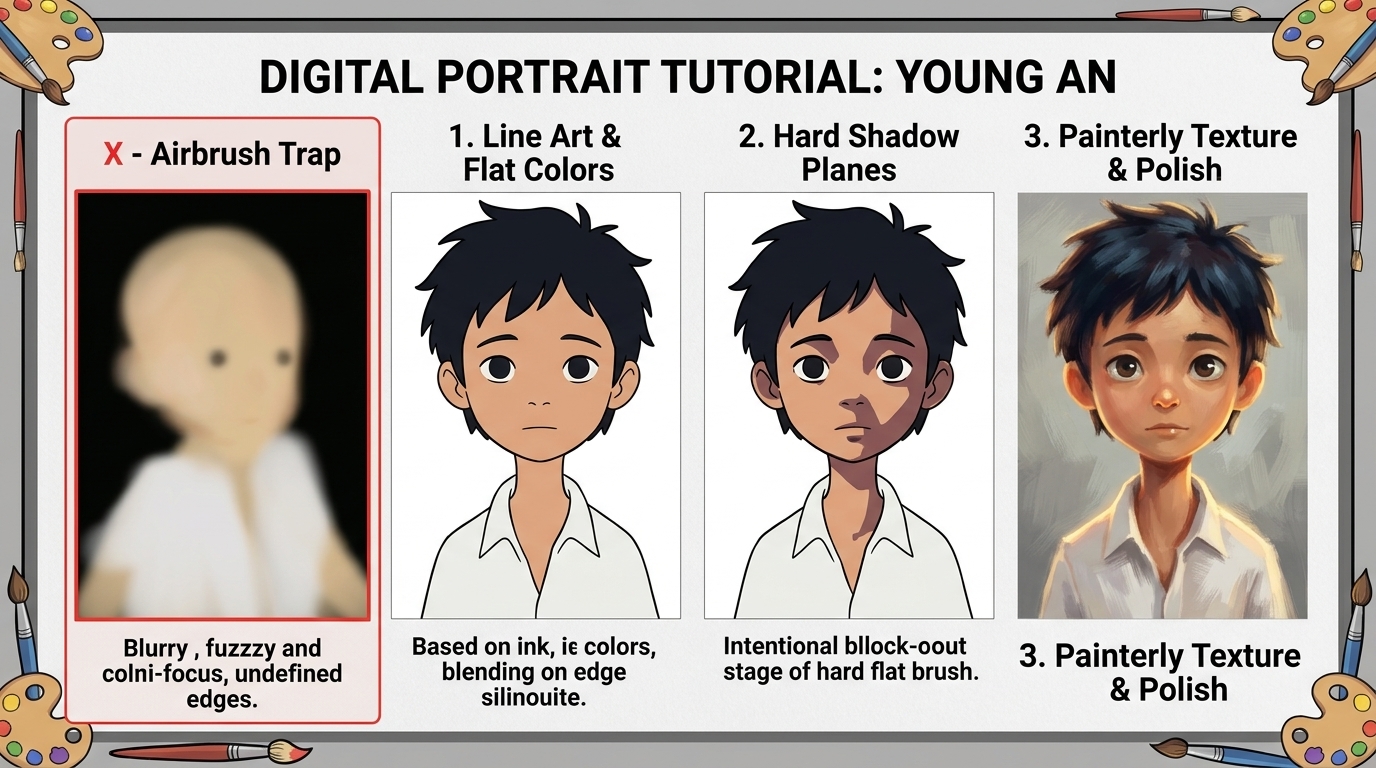 DIGITAL PORTRAIT TUTORIAL: YOUNG AN
X - Airbrush Trap
Blurry , fuzzzy and
colni-focus, undefined
edges.
1. Line Art &
Flat Colors
Based on ink, ie colors,
blending on edge
silinouite.
2. Hard Shadow
Planes
Intentional bllock-oout
stage of hard flat brush.
3. Painterly Texture
& Polish
3. Painterly Texture
& Polish